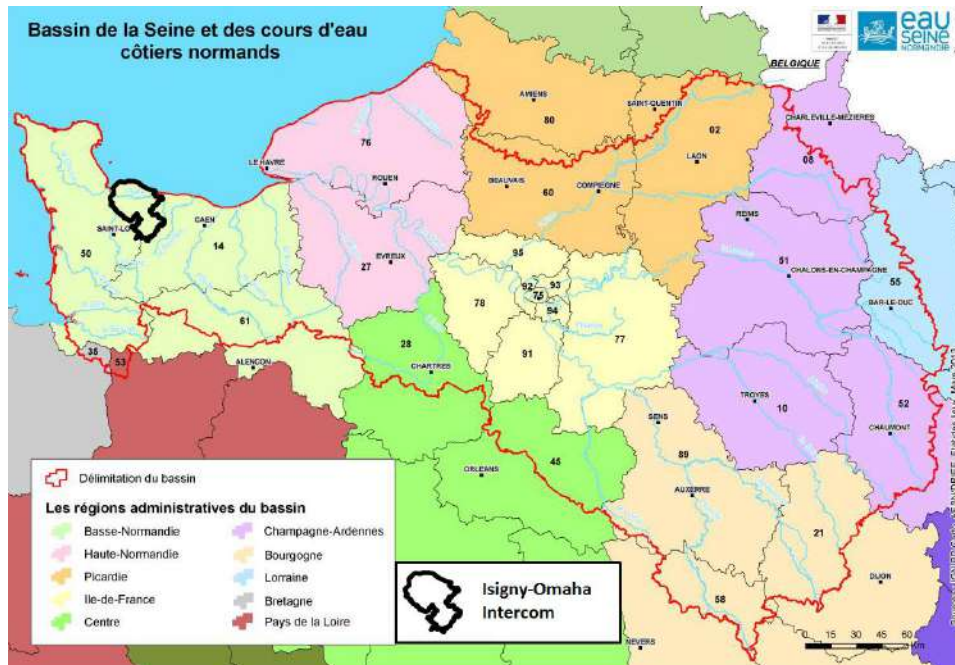 Bassin de la Seine et des cours d'eau
côtiers normands
eau
SEINE
NORMANDIE
BELGIQUE
AMIENS
80
SAINT-QUENTIN
CHARLEVILLE-MEZIERES
02
08
LAON
76
LE HAVRE
ROUEN
BEAUVAIS
60
COMPIEGNE
REIMS
SAINT-LO
CAEN
50
14
27
EVREUX
51
CHALONS-EN-CHAMPAGNE
55
BAR-LE-DUC
95
92
93
75
94
78
77
91
61
35
53
ALENÇON
28
CHARTRES
TROYES
10
52
CHAUMONT
SENS
89
AUXERRE
45
ORLEANS
21
DIJON
58
NEVERS
Délimitation du bassin
Les régions administratives du bassin
Basse-Normandie
Haute-Normandie
Picardie
Ile-de-France
Centre
Champagne-Ardennes
Bourgogne
Lorraine
Bretagne
Pays de la Loire
Isigny-Omaha
Intercom
0 15 30 60
Km